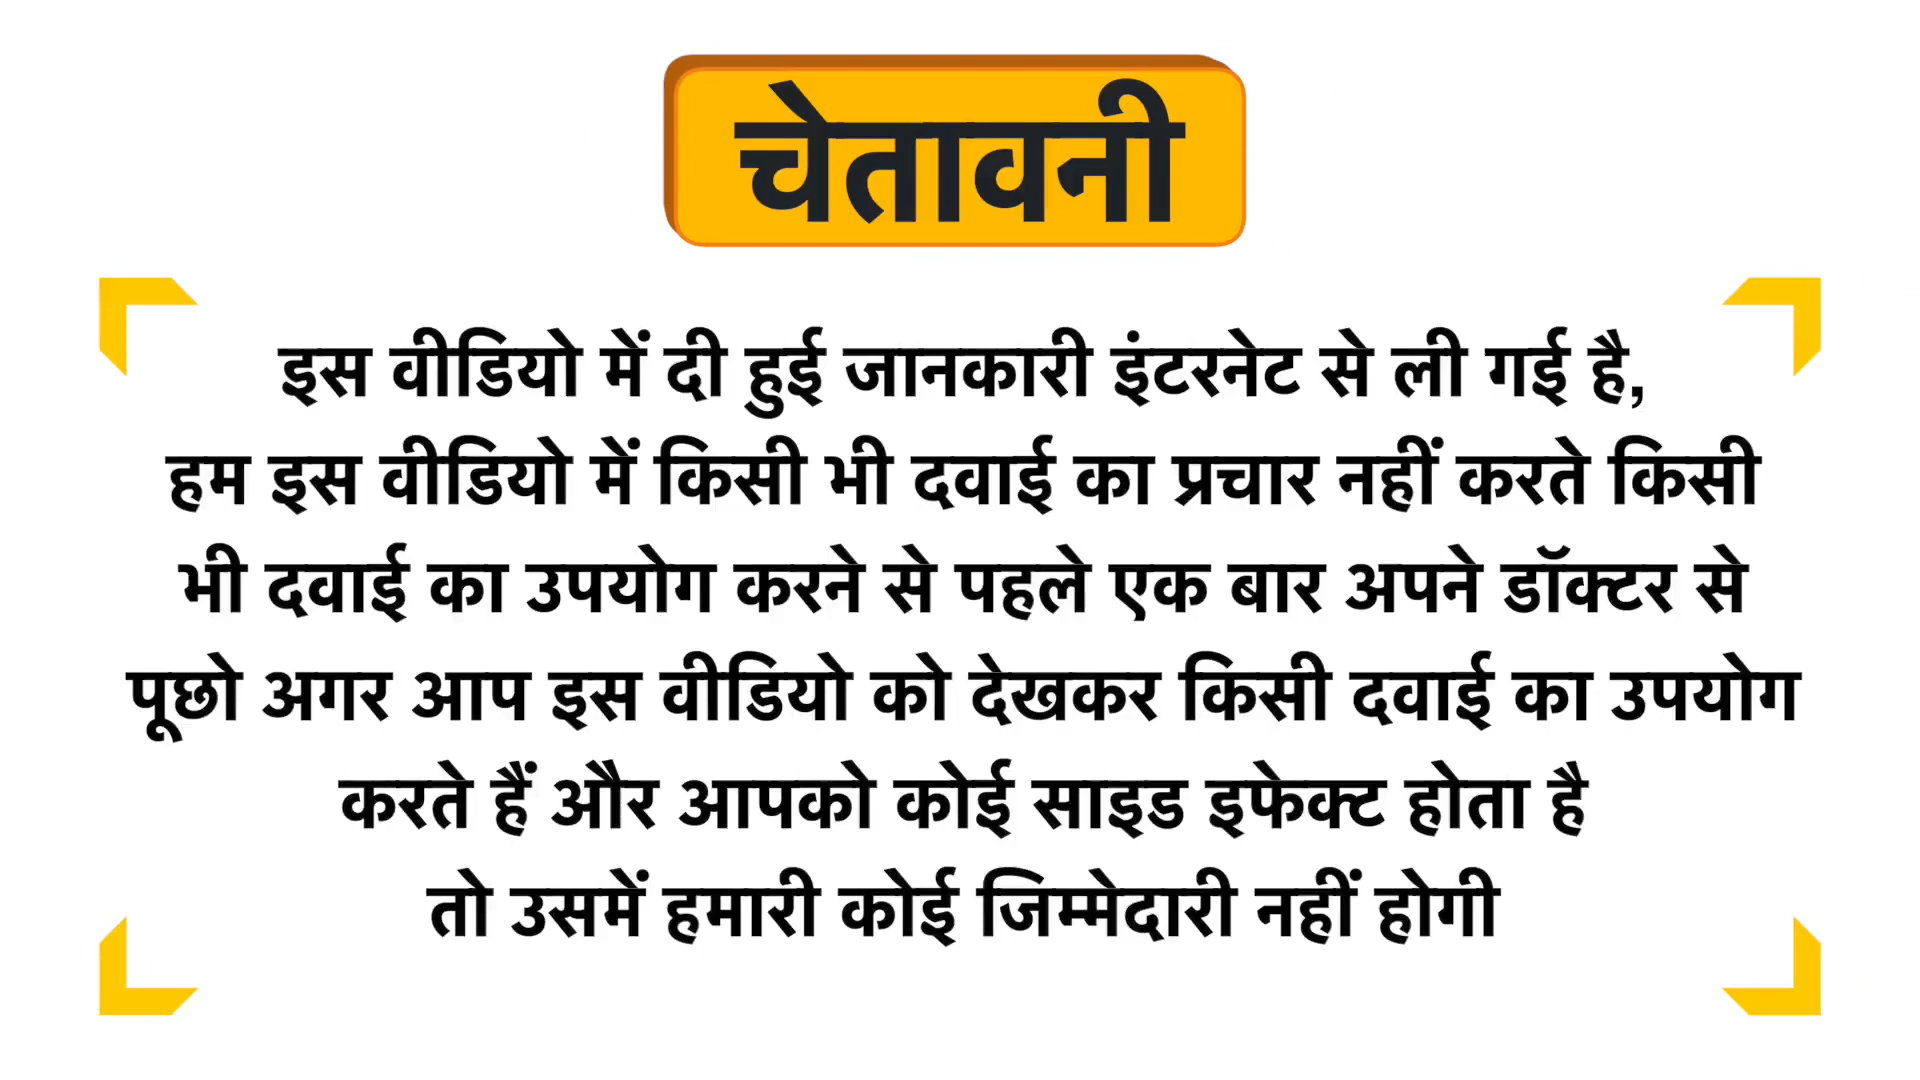 चेतावनी
इस वीडियो में दी हुई जानकारी इंटरनेट से ली गई है,
हम इस वीडियो में किसी भी दवाई का प्रचार नहीं करते किसी
भी दवाई का उपयोग करने से पहले एक बार अपने डॉक्टर से
पूछो अगर आप इस वीडियो को देखकर किसी दवाई का उपयोग
करते हैं और आपको कोई साइड इफेक्ट होता है
तो उसमें हमारी कोई जिम्मेदारी नहीं होगी